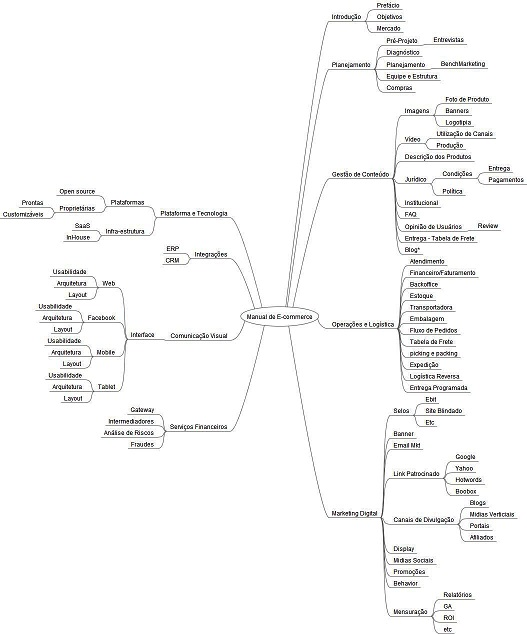 Manual de E-commerce
Introdução
Prefácio
Objetivos
Mercado
Planejamento
Pré-Projeto
Entrevistas
Diagnóstico
Planejamento
BenchMarketing
Equipe e Estrutura
Compras
Gestão de Conteúdo
Imagens
Foto de Produto
Banners
Logotipia
Vídeo
Utilização de Canais
Produção
Descrição dos Produtos
Jurídico
Condições
Entrega
Pagamentos
Política
Institucional
FAQ
Opinião de Usuários
Review
Entrega - Tabela de Frete
Blog*
Operações e Logística
Atendimento
Financeiro/Faturamento
Backoffice
Estoque
Transportadora
Embalagem
Fluxo de Pedidos
Tabela de Frete
picking e packing
Expedição
Logística Reversa
Entrega Programada
Marketing Digital
Selos
Ebit
Site Blindado
Etc
Banner
Email Mkt
Link Patrocinado
Google
Yahoo
Hotwords
Boobox
Canais de Divulgação
Blogs
Mídias Verticiais
Portais
Afiliados
Display
Mídias Sociais
Promoções
Behavior
Mensuração
Relatórios
GA
ROI
etc
Plataforma e Tecnologia
Plataformas
Open source
Proprietárias
Prontas
Customizáveis
Infra-estrutura
SaaS
InHouse
Integrações
ERP
CRM
Comunicação Visual
Interface
Web
Usabilidade
Arquitetura
Layout
Facebook
Usabilidade
Arquitetura
Layout
Mobile
Usabilidade
Arquitetura
Layout
Tablet
Usabilidade
Arquitetura
Layout
Serviços Financeiros
Gateway
Intermediadores
Análise de Riscos
Fraudes